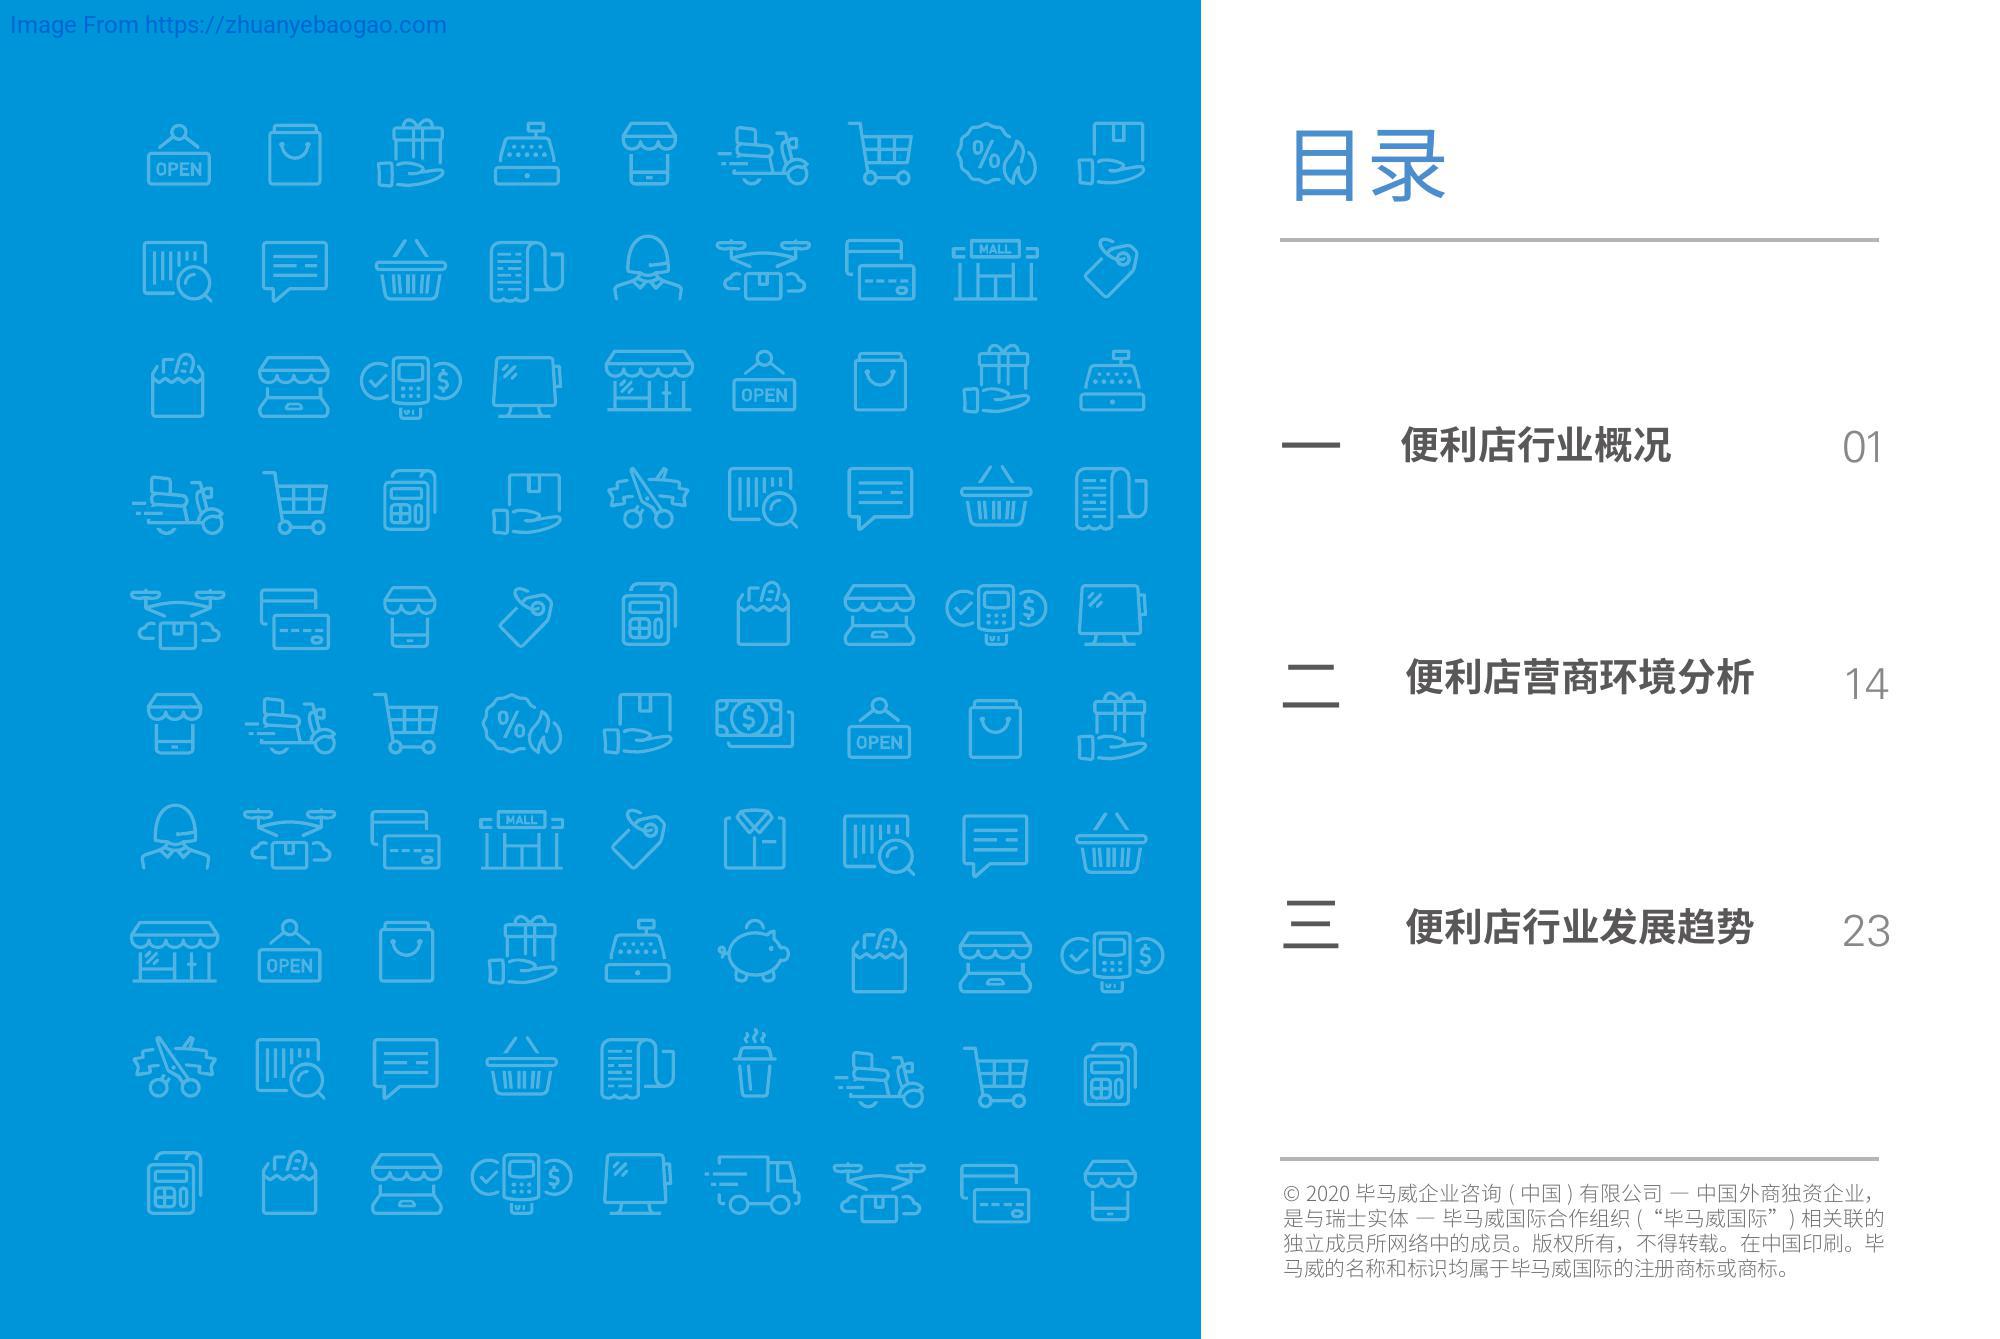 Image From https://zhuanyebaogao.com
OPEN
%
MALL
$
OPEN
$
%
$
OPEN
MALL
OPEN
$
$
目录
一 便利店行业概况 01
二 便利店营商环境分析 14
三 便利店行业发展趋势 23
© 2020 毕马威企业咨询 ( 中国 ) 有限公司 — 中国外商独资企业，
是与瑞士实体 — 毕马威国际合作组织 (“毕马威国际”) 相关联的
独立成员所网络中的成员。版权所有，不得转载。在中国印刷。毕
马威的名称和标识均属于毕马威国际的注册商标或商标。